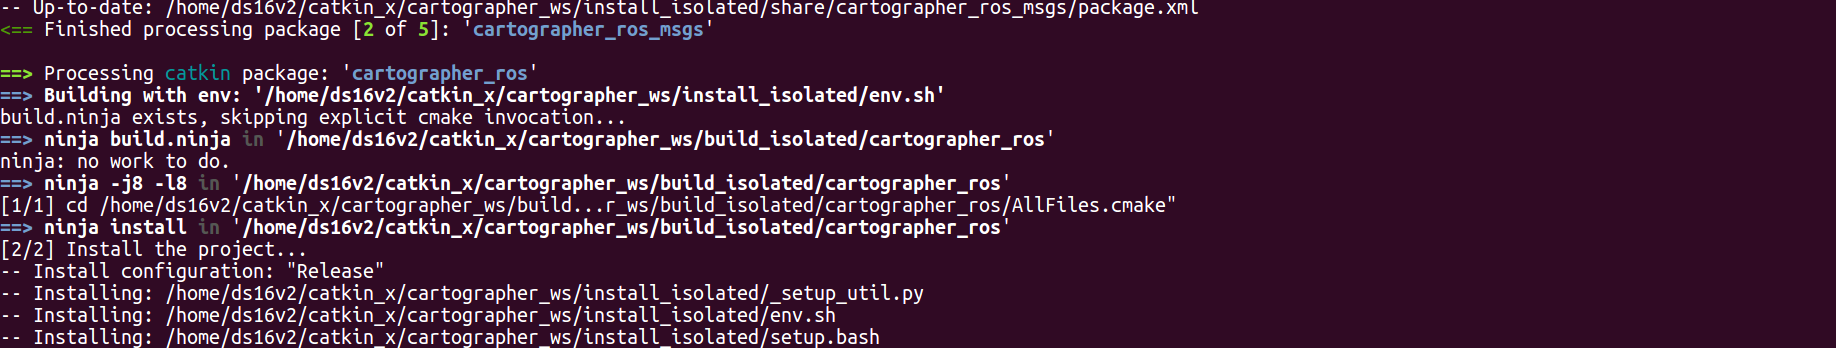 -- Up-to-date: /home/ds16v2/catkin_x/cartographer_ws/install_isolated/share/cartographer_ros_msgs/package.xml
<== Finished processing package [2 of 5]: 'cartographer_ros_msgs'
==> Processing catkin package: 'cartographer_ros'
==> Building with env: '/home/ds16v2/catkin_x/cartographer_ws/install_isolated/env.sh'
build.ninja exists, skipping explicit cmake invocation...
==> ninja build.ninja in '/home/ds16v2/catkin_x/cartographer_ws/build_isolated/cartographer_ros'
ninja: no work to do.
==> ninja -j8 -l8 in '/home/ds16v2/catkin_x/cartographer_ws/build_isolated/cartographer_ros'
[1/1] cd /home/ds16v2/catkin_x/cartographer_ws/build...r_ws/build_isolated/cartographer_ros/AllFiles.cmake"
==> ninja install in '/home/ds16v2/catkin_x/cartographer_ws/build_isolated/cartographer_ros'
[2/2] Install the project...
-- Install configuration: "Release"
-- Installing: /home/ds16v2/catkin_x/cartographer_ws/install_isolated/_setup_util.py
-- Installing: /home/ds16v2/catkin_x/cartographer_ws/install_isolated/env.sh
-- Installing: /home/ds16v2/catkin_x/cartographer_ws/install_isolated/setup.bash